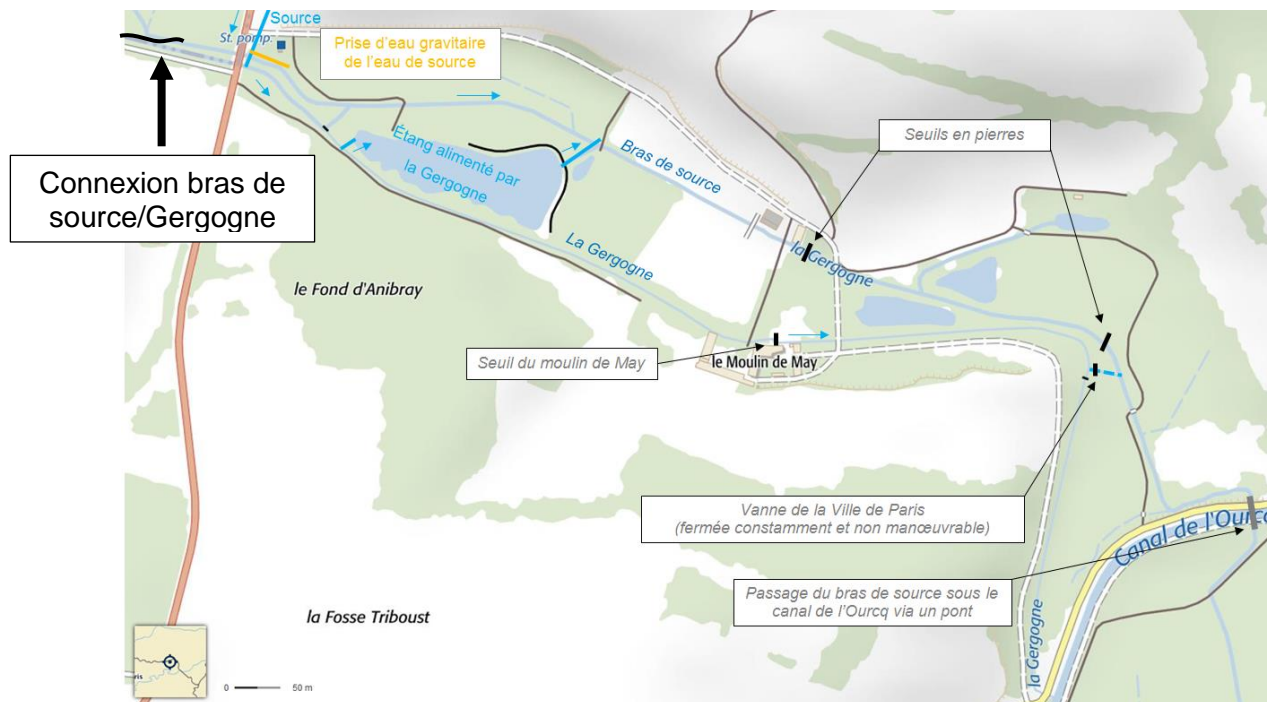 Source
St. pomp.
Prise d'eau gravitaire
de l'eau de source
Connexion bras de
source/Gergogne
Étang alimenté par
la Gergogne
Bras de source
Seuils en pierres
la Gergogne
La Gergogne
le Fond d'Anibray
Seuil du moulin de May
le Moulin de May
Vanne de la Ville de Paris
(fermée constamment et non manœuvrable)
Canal de l'Ourcq
Passage du bras de source sous le
canal de l'Ourcq via un pont
la Fosse Triboust
la Gergogne
ris
0 50 m